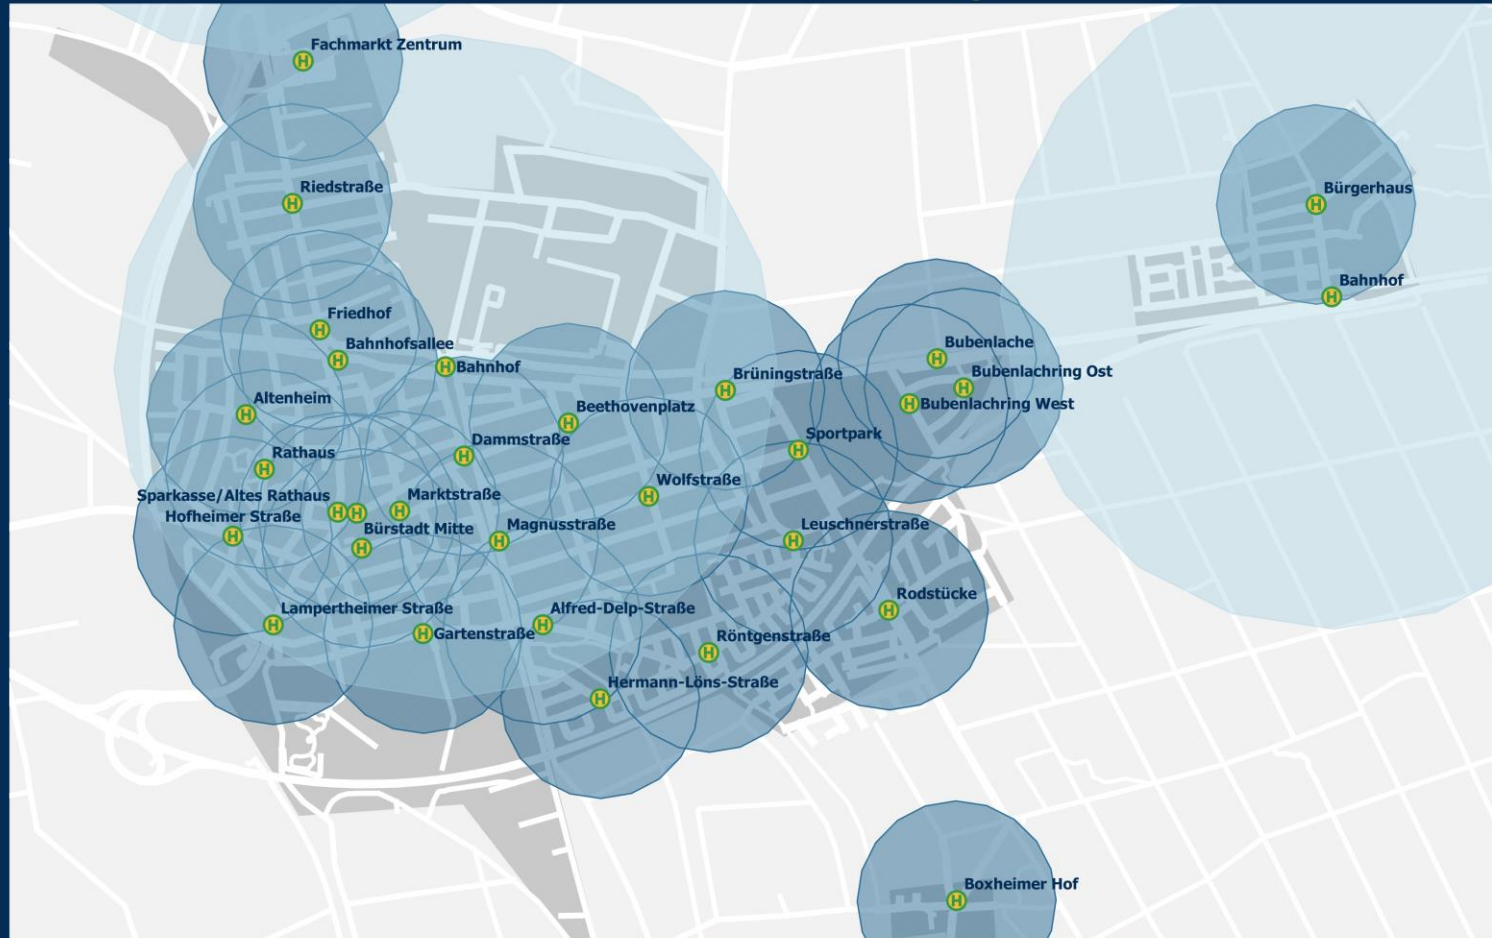 Fachmarkt Zentrum
Riedstraße
Bürgerhaus
Bahnhof
Friedhof
Bahnhofsallee
Bahnhof
Bubenlache
Brüningstraße
Bubenlachring Ost
Altenheim
Beethovenplatz
Bubenlachring West
Dammstraße
Sportpark
Rathaus
Wolfstraße
Sparkasse/Altes Rathaus
Marktstraße
Hofheimer Straße
Bürstadt Mitte
Magnusstraße
Leuschnerstraße
Rodstücke
Lampertheimer Straße
Alfred-Delp-Straße
Gartenstraße
Röntgenstraße
Hermann-Löns-Straße
Boxheimer Hof